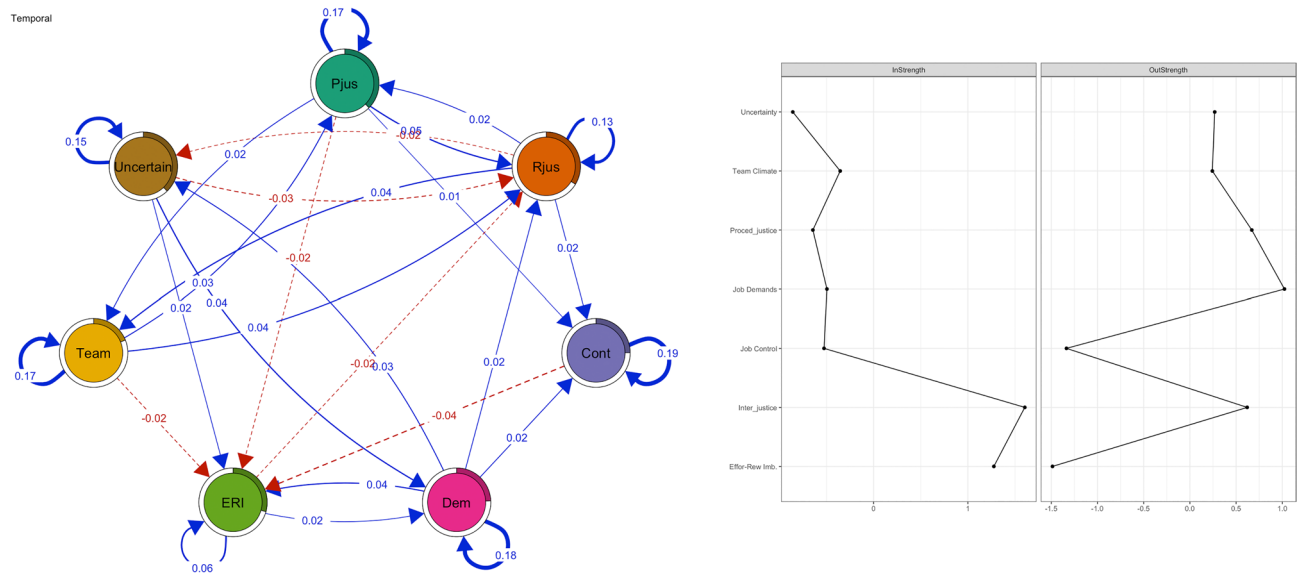 Temporal
0.17
Pjus
0.02
0.05
-0.02
0.13
0.15
Uncertain
0.02
Rjus
-0.03
0.04
0.01
-0.02
0.02
0.03
0.02
0.04
0.04
Team
0.17
-0.02
0.03
0.02
Cont
0.19
-0.02
-0.04
0.02
ERI
0.04
0.02
Dem
0.06
0.18
InStrength
OutStrength
Uncertainty
Team Climate
Proced_justice
Job Demands
Job Control
Inter_justice
Effor-Rew Imb.
0
1
-1.5
-1.0
-0.5
0.0
0.5
1.0